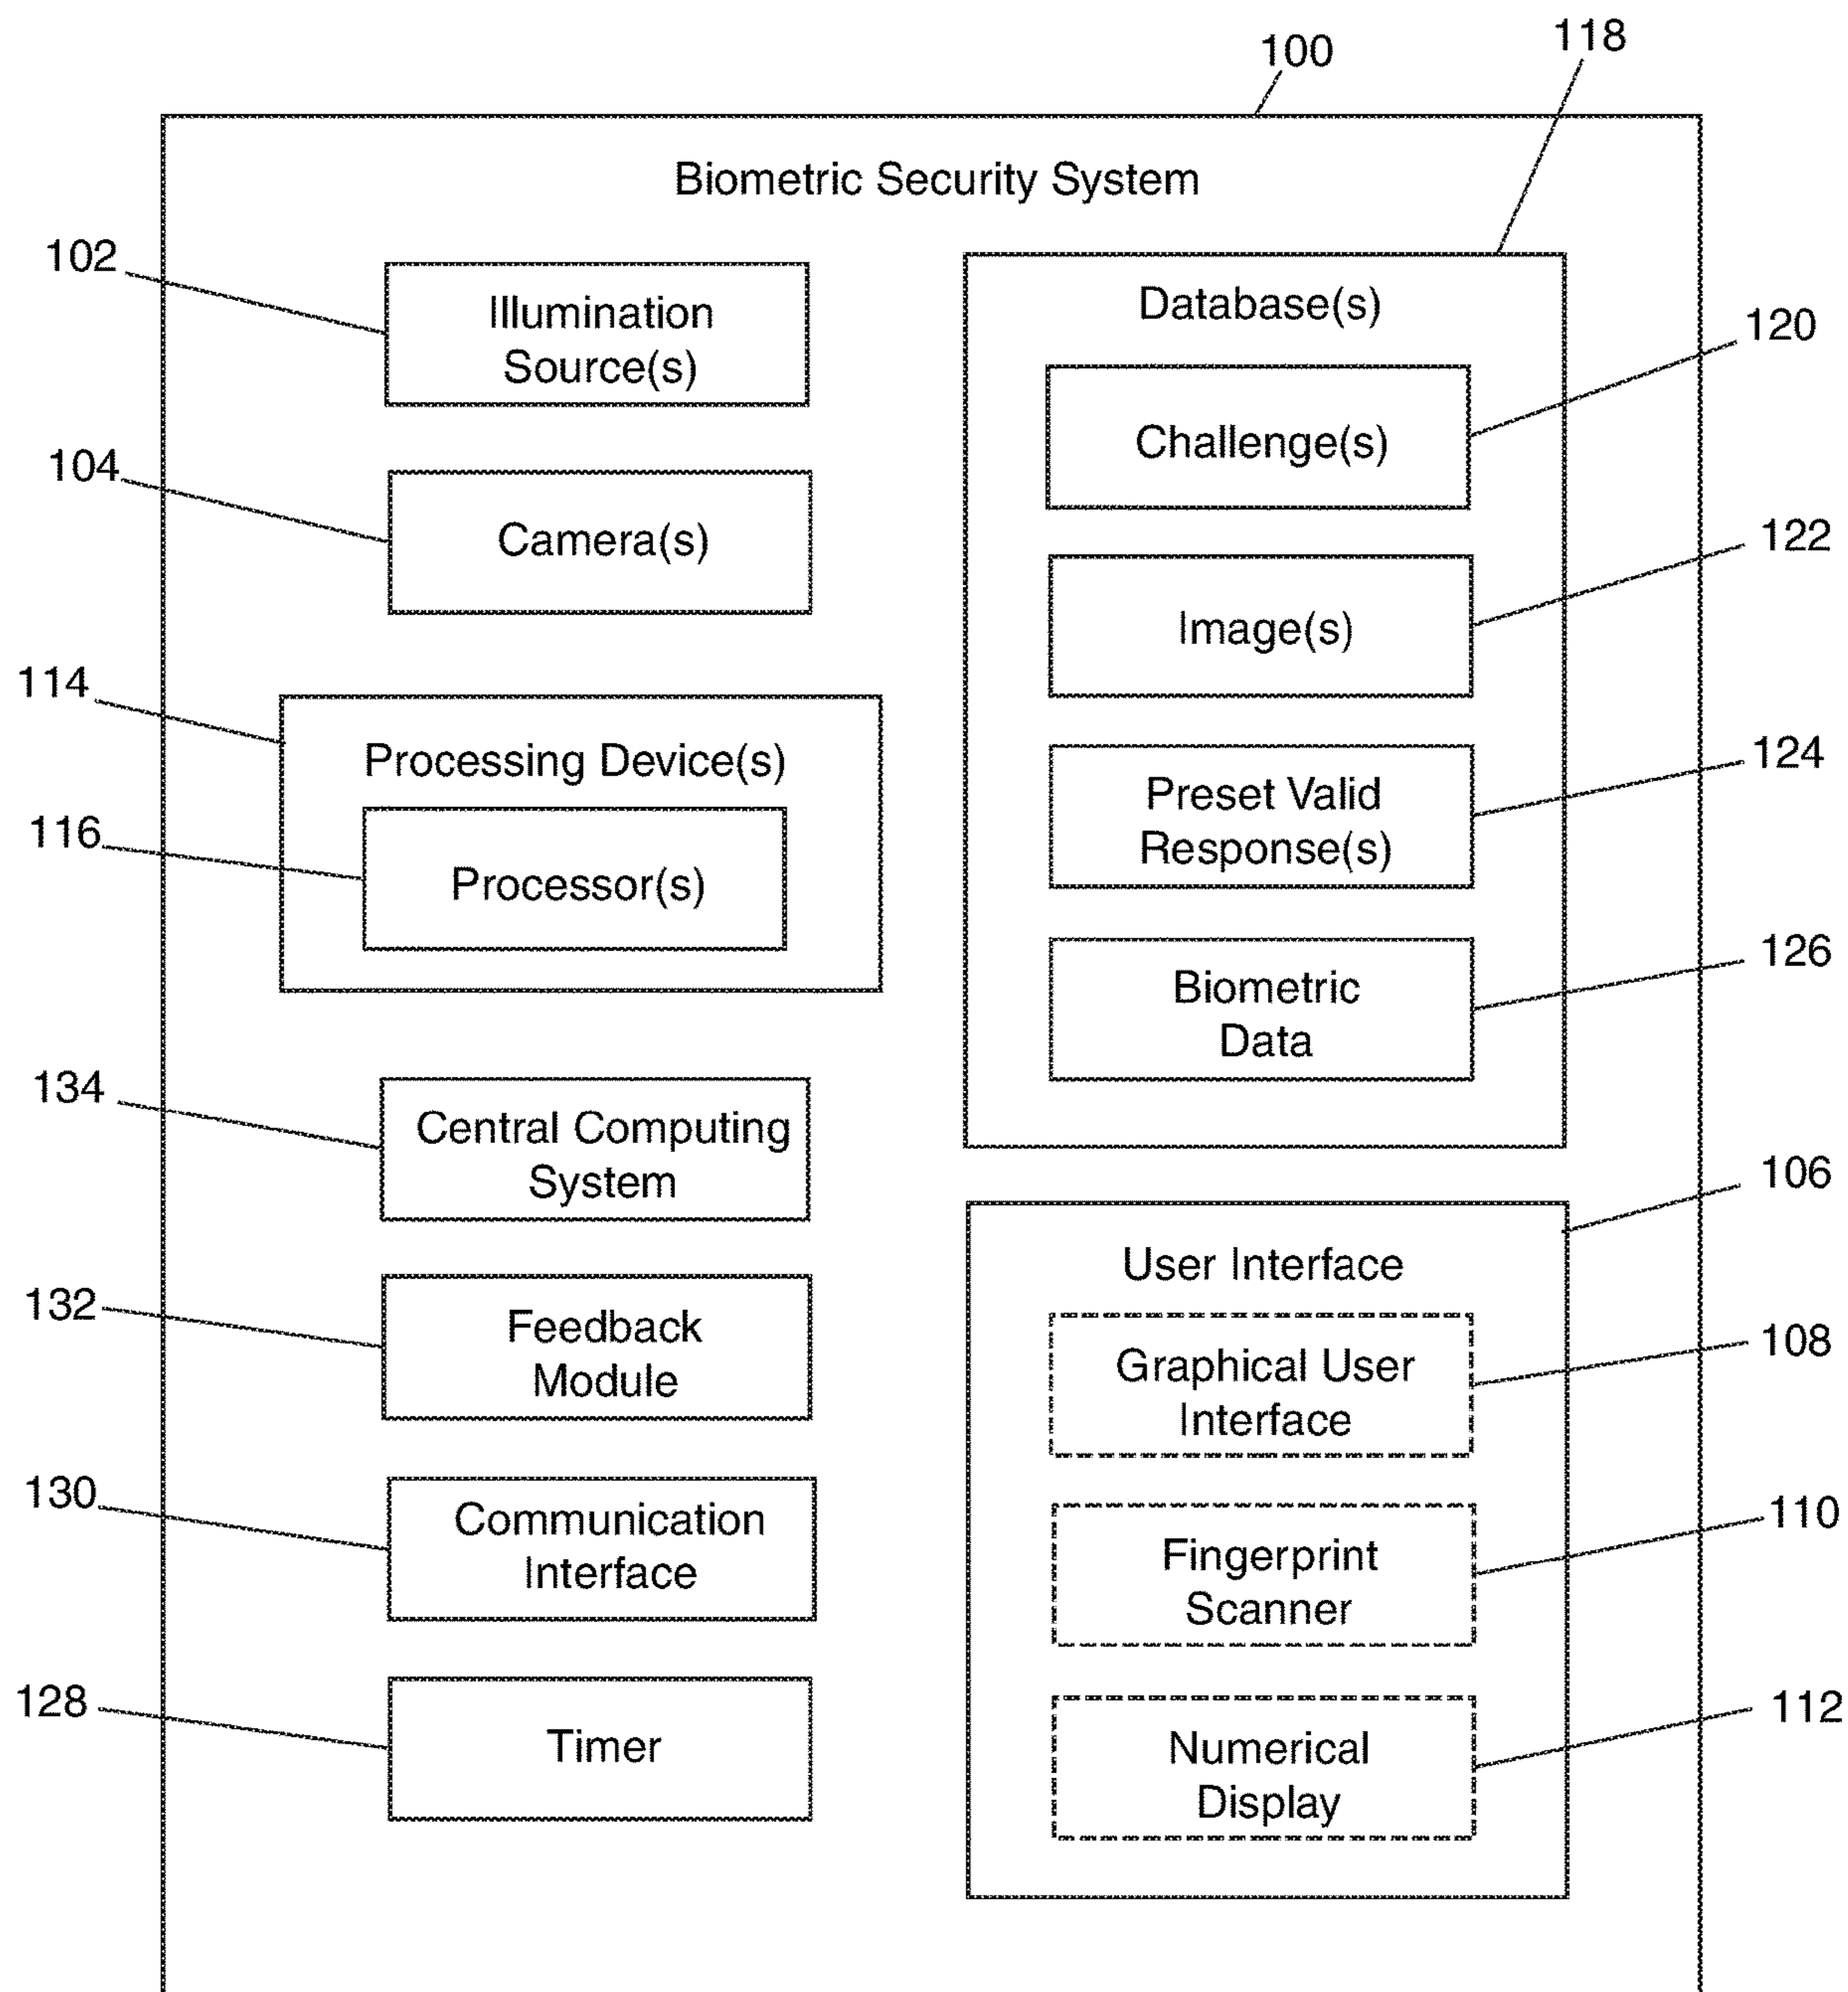 100
118
Biometric Security System
102
Illumination
Source(s)
104
Camera(s)
114
Processing Device(s)
116
Processor(s)
134
Central Computing
System
132
Feedback
Module
130
Communication
Interface
128
Timer
Database(s)
120
Challenge(s)
122
Image(s)
124
Preset Valid
Response(s)
126
Biometric
Data
106
User Interface
108
Graphical User
Interface
110
Fingerprint
Scanner
112
Numerical
Display